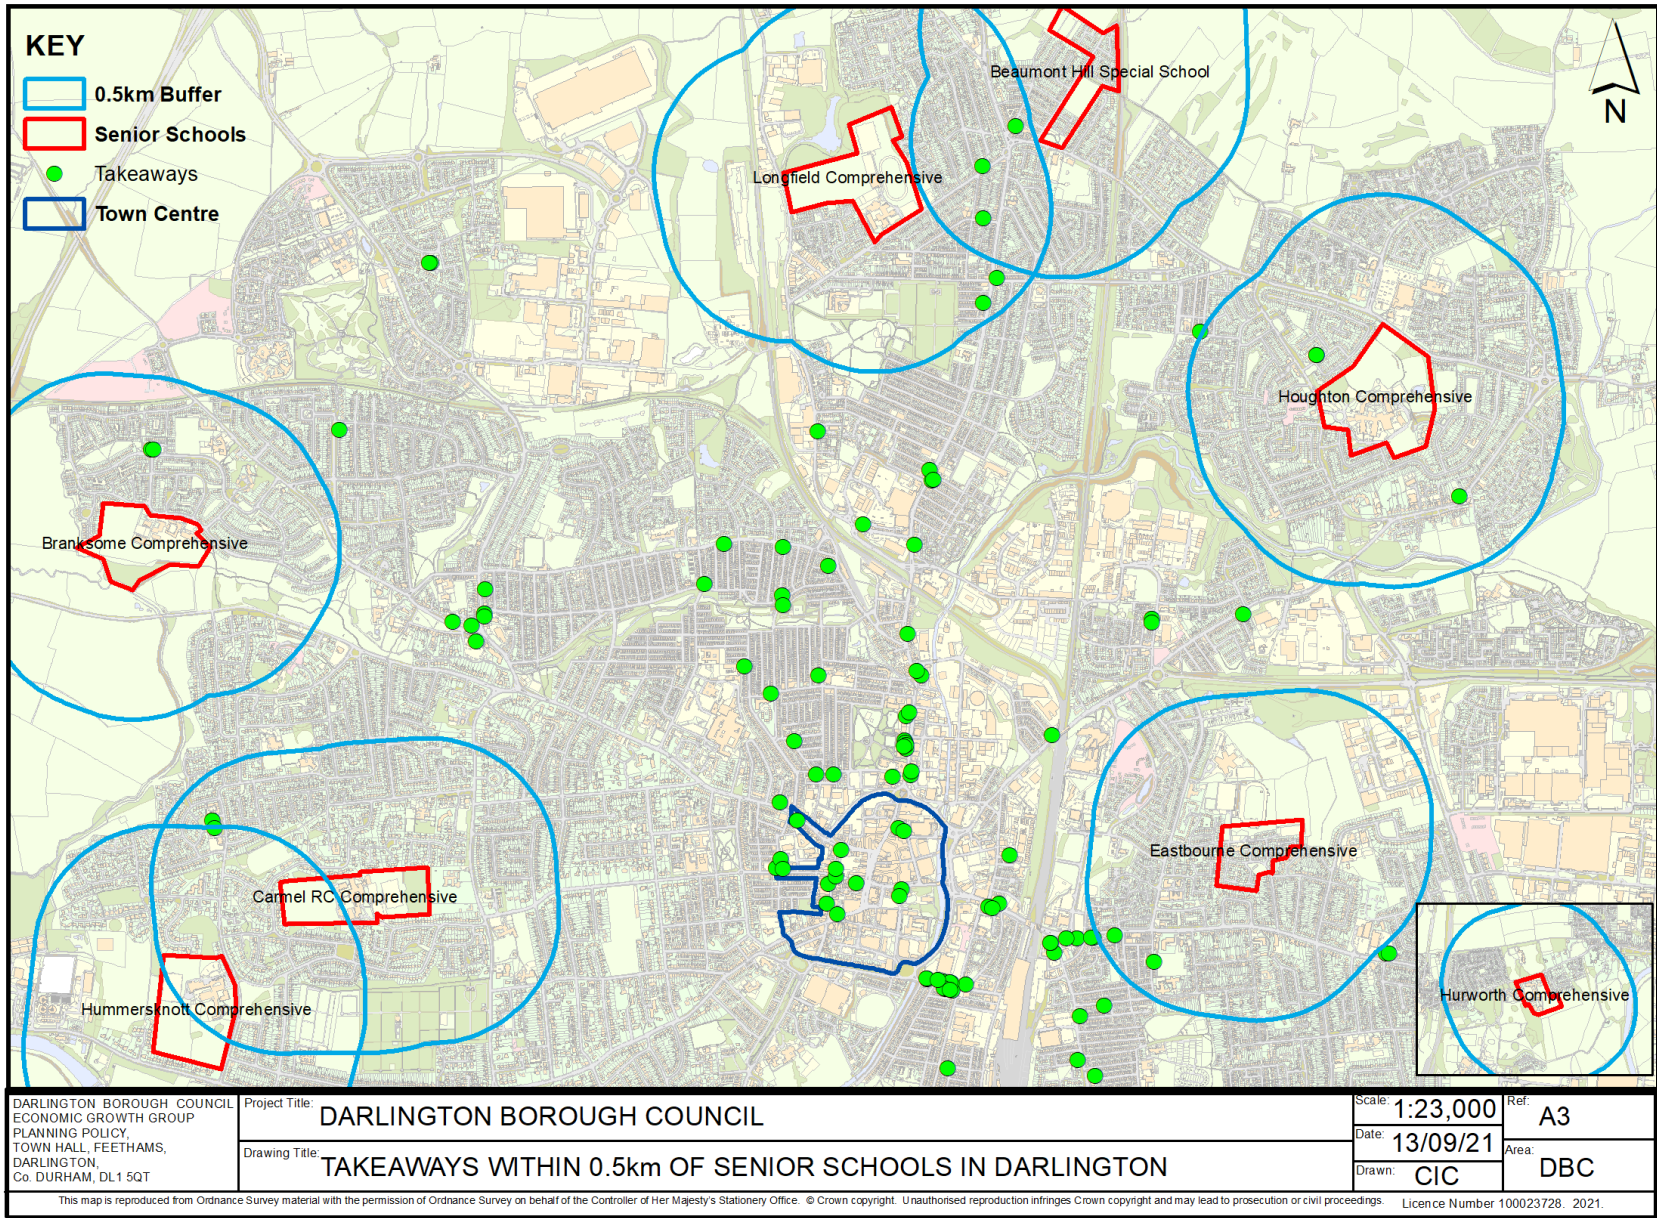 KEY
0.5km Buffer
Senior Schools
Takeaways
Town Centre
N
Beaumont Hill Special School
Longfield Comprehensive
Houghton Comprehensive
Branksome Comprehensive
Eastbourne Comprehensive
Carmel RC Comprehensive
Hurworth Comprehensive
Hummersknott Comprehensive
DARLINGTON BOROUGH COUNCIL
ECONOMIC GROWTH GROUP
PLANNING POLICY,
TOWN HALL, FEETHAMS,
DARLINGTON,
Co. DURHAM, DL1 5QT
Project Title: DARLINGTON BOROUGH COUNCIL
Drawing Title: TAKEAWAYS WITHIN 0.5km OF SENIOR SCHOOLS IN DARLINGTON
Scale: 1:23,000
Date: 13/09/21
Drawn: CIC
Ref: A3
Area: DBC
This map is reproduced from Ordnance Survey material with the permission of Ordnance Survey on behalf of the Controller of Her Majesty's Stationery Office. © Crown copyright. Unauthorised reproduction infringes Crown copyright and may lead to prosecution or civil proceedings. Licence Number 100023728. 2021.